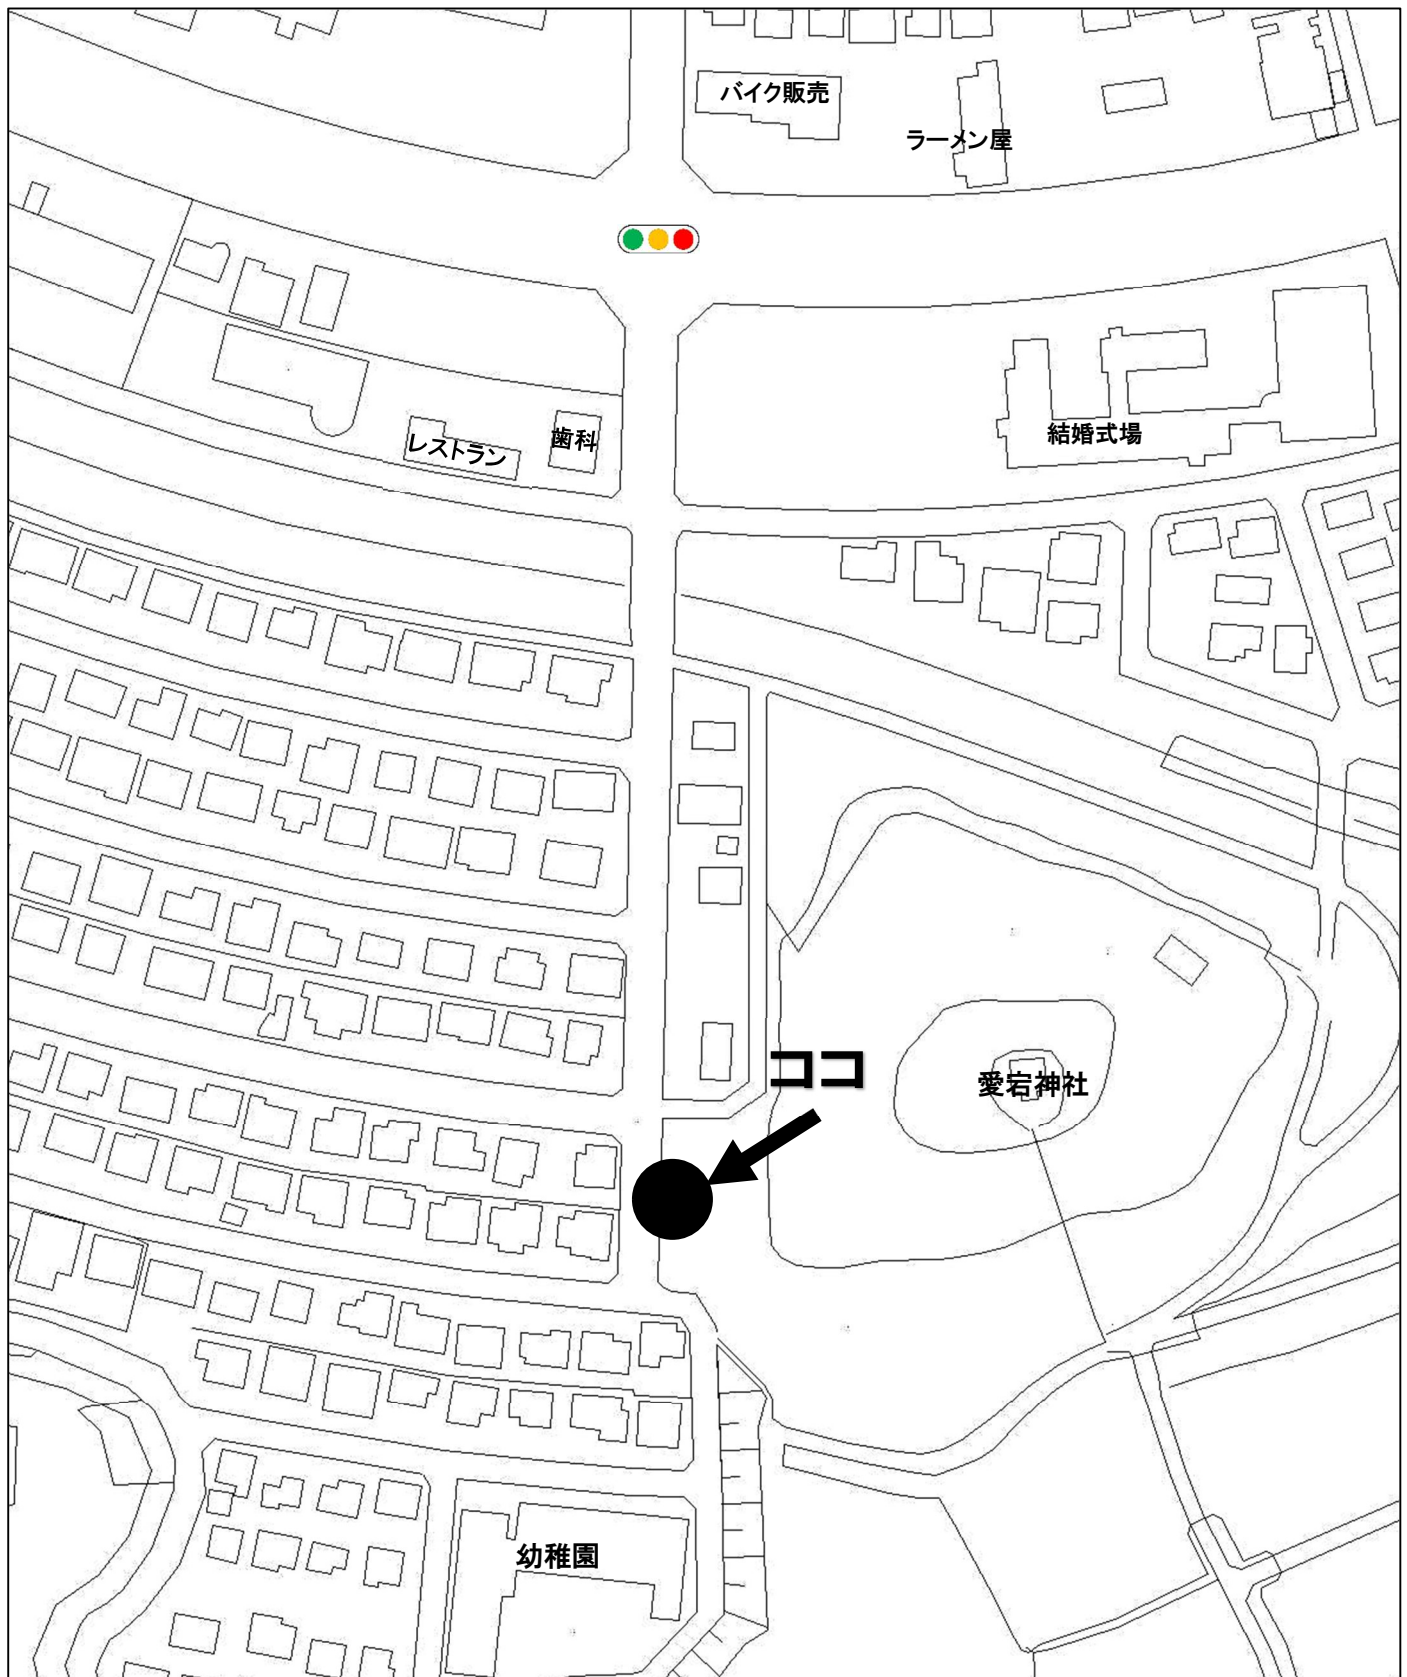 バイク販売
ラーメン屋
レストラン
歯科
結婚式場
ココ
愛宕神社
幼稚園